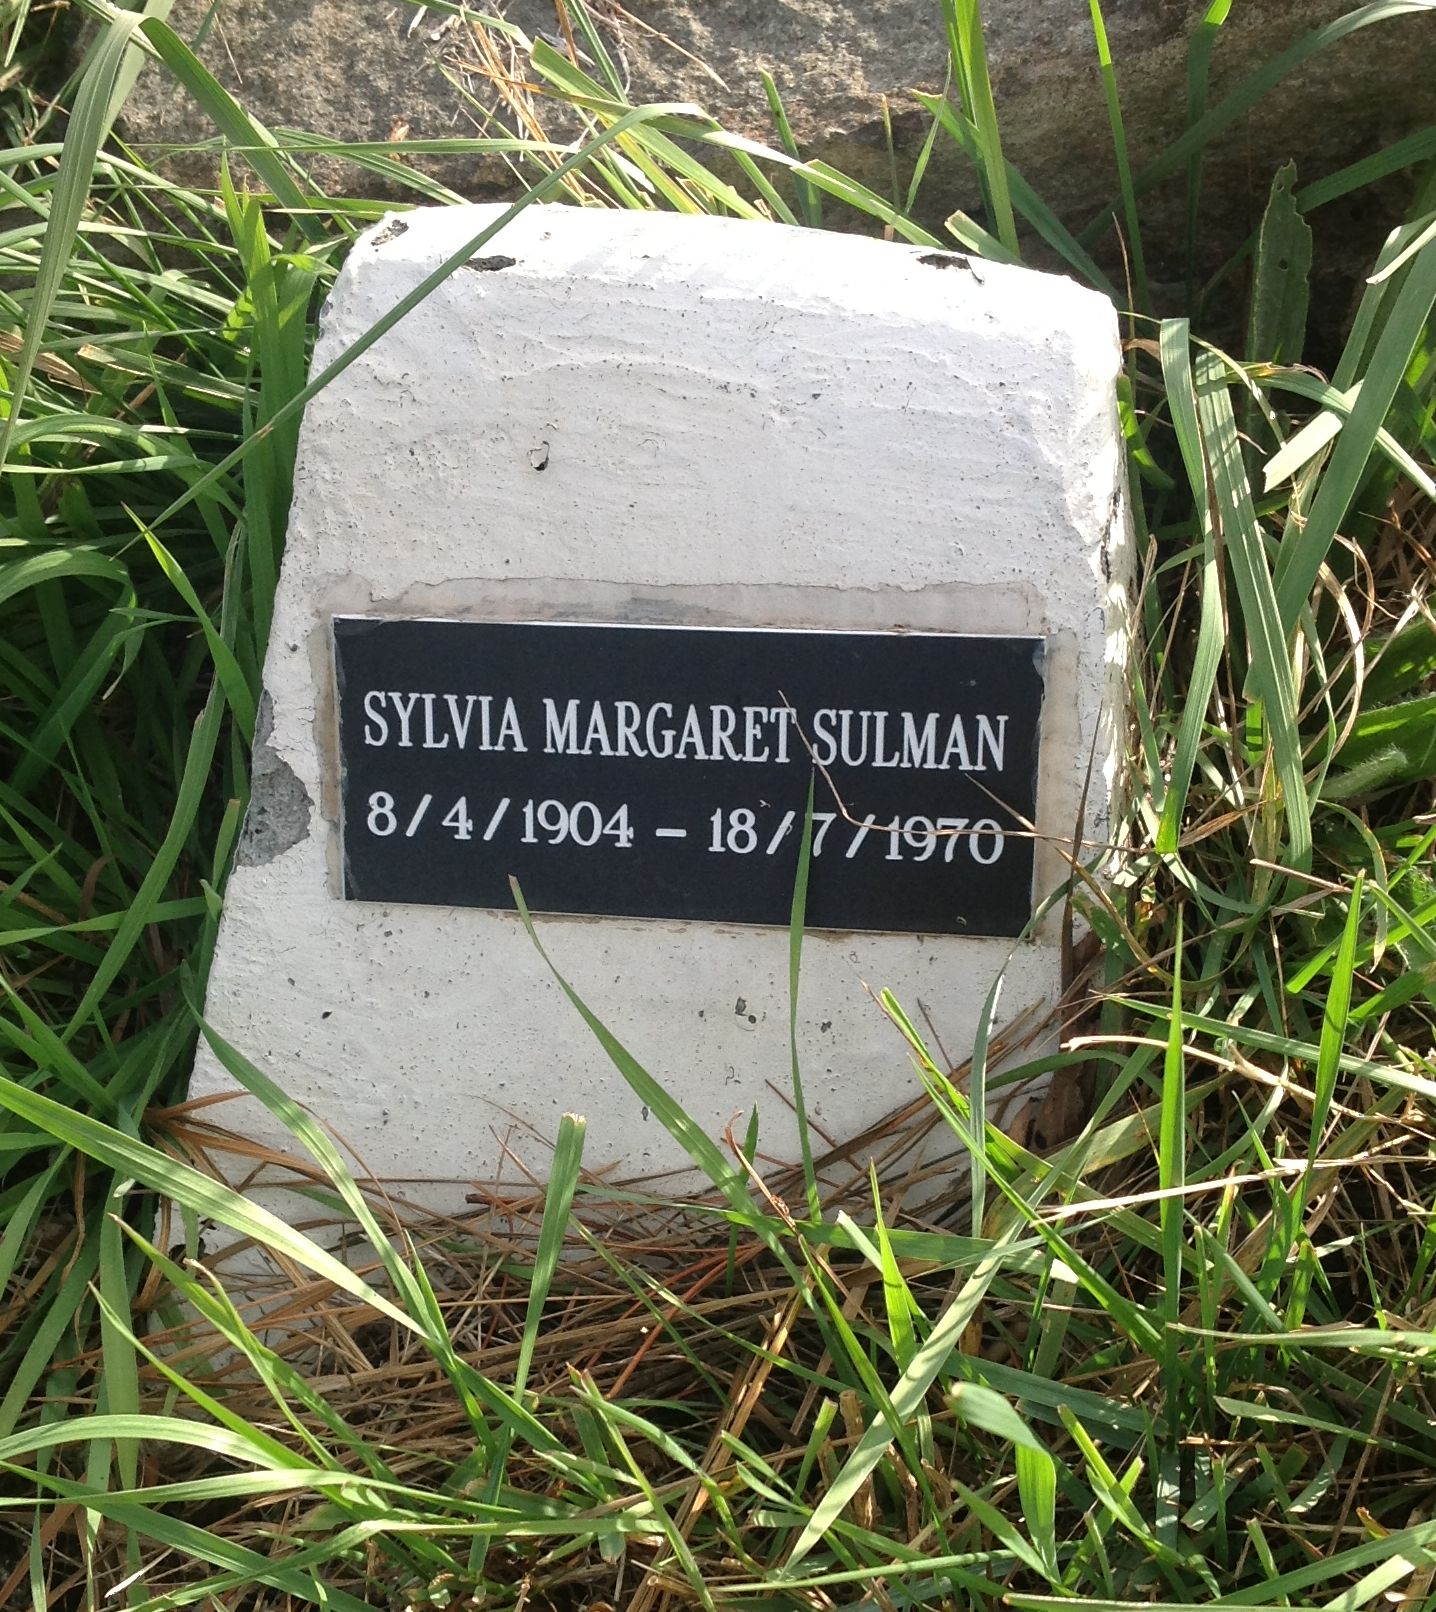 SYLVIA MARGARET SULMAN
8/4/1904 – 18/7/1970